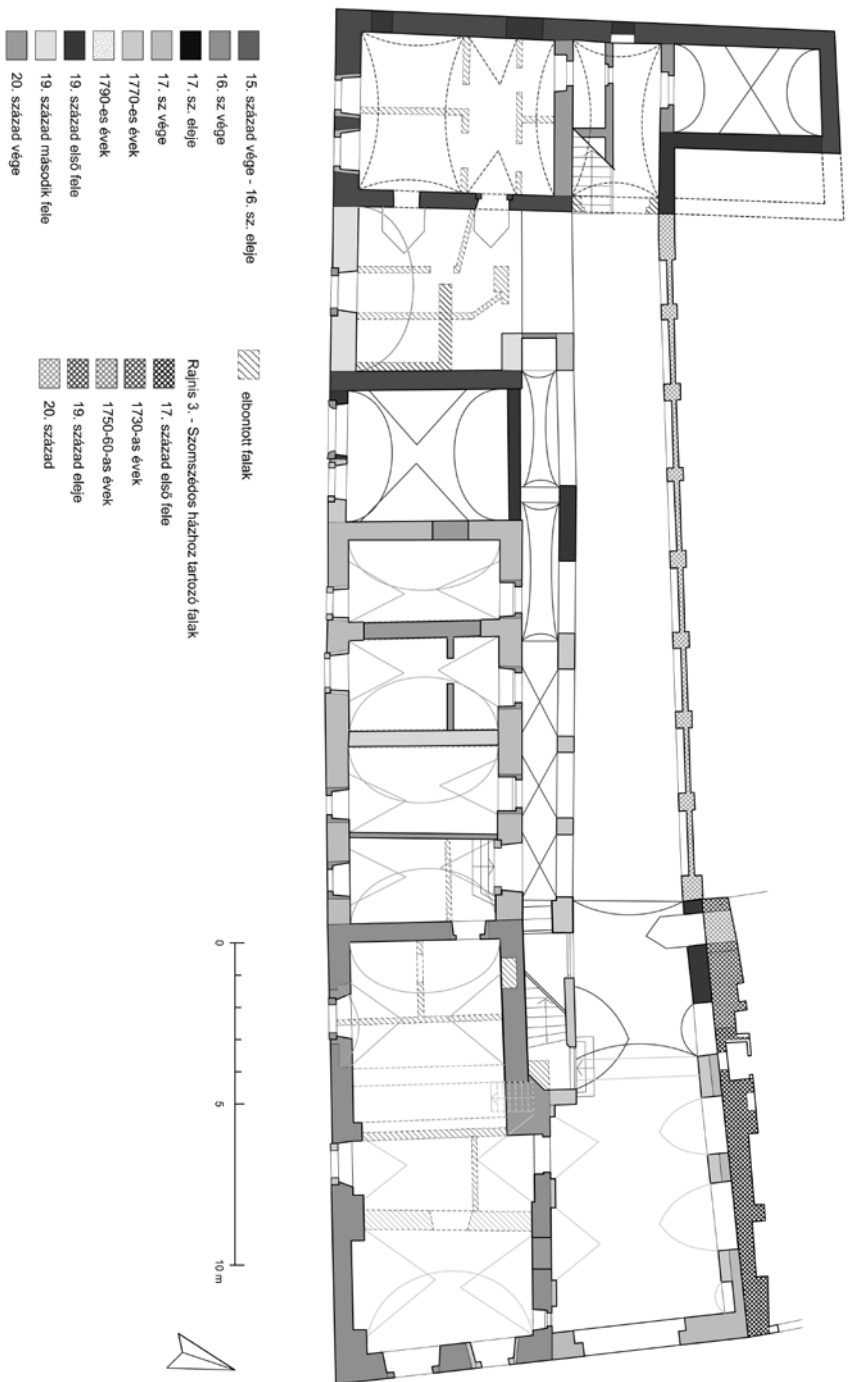 15. század vége - 16. sz. eleje
16. sz vége
17. sz. eleje
17. sz vége
1770-es évek
1790-es évek
19. század első fele
19. század második fele
20. század vége
elbontott falak
Rajnis 3. - Szomszédos házhoz tartozó falak
17. század első fele
1730-as évek
1750-60-as évek
19. század eleje
20. század
0
5
10 m